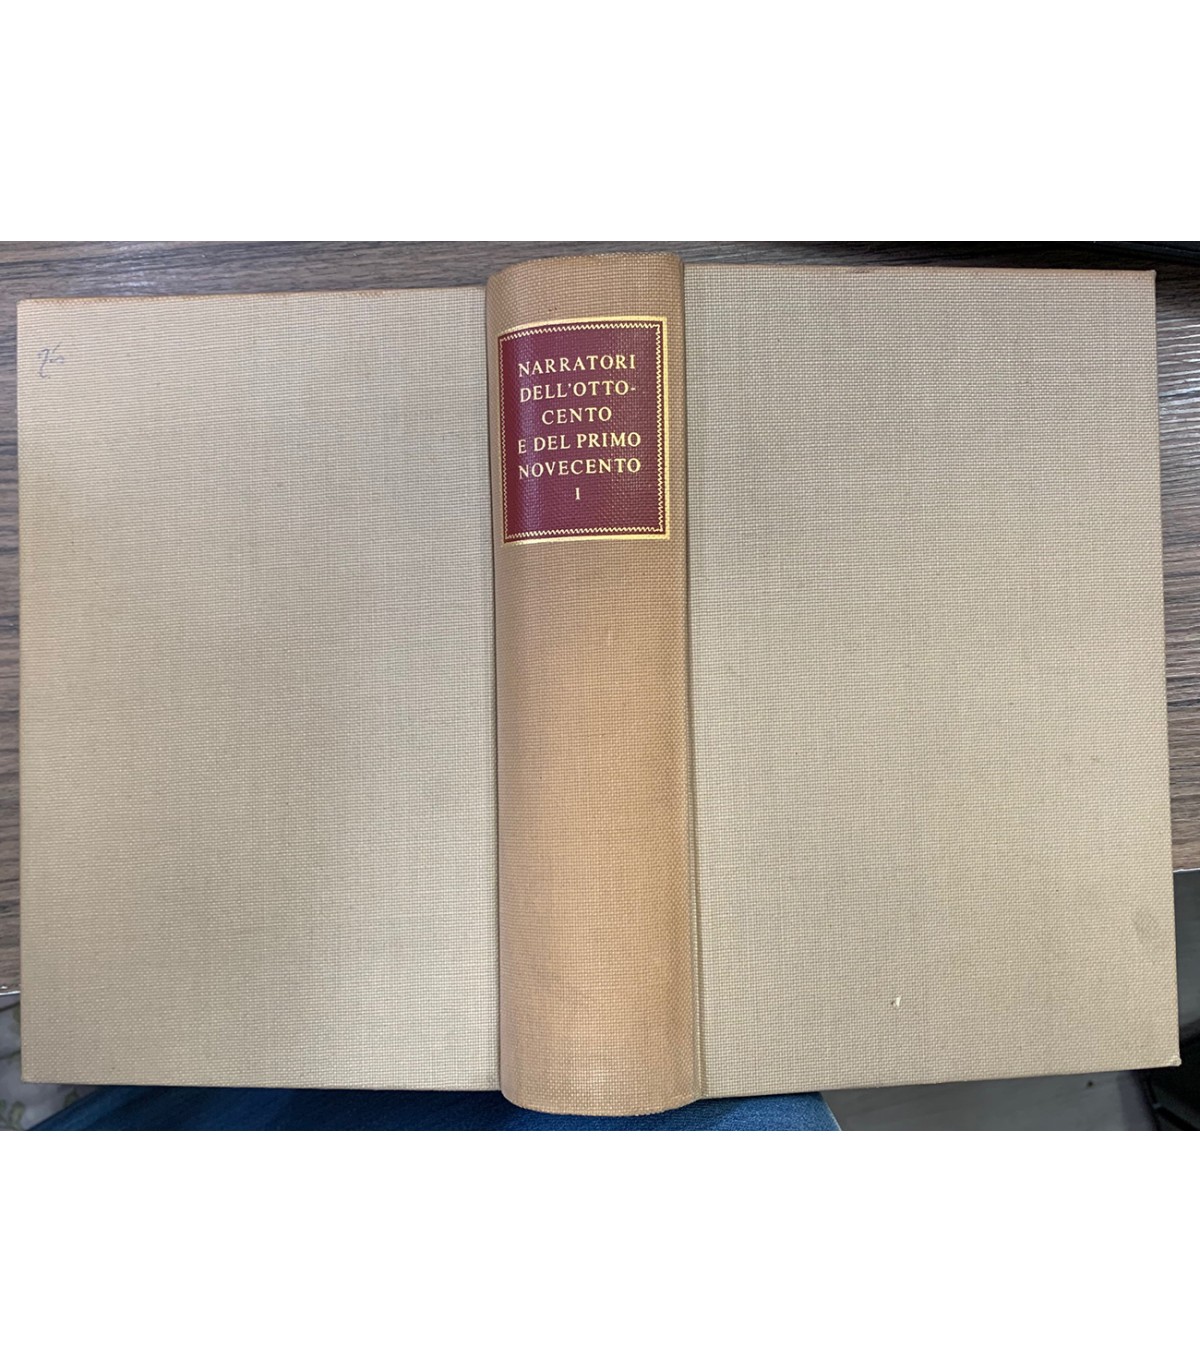 NARRATORI
DELL'OTTO-
CENTO
E DEL PRIMO
NOVECENTO
I